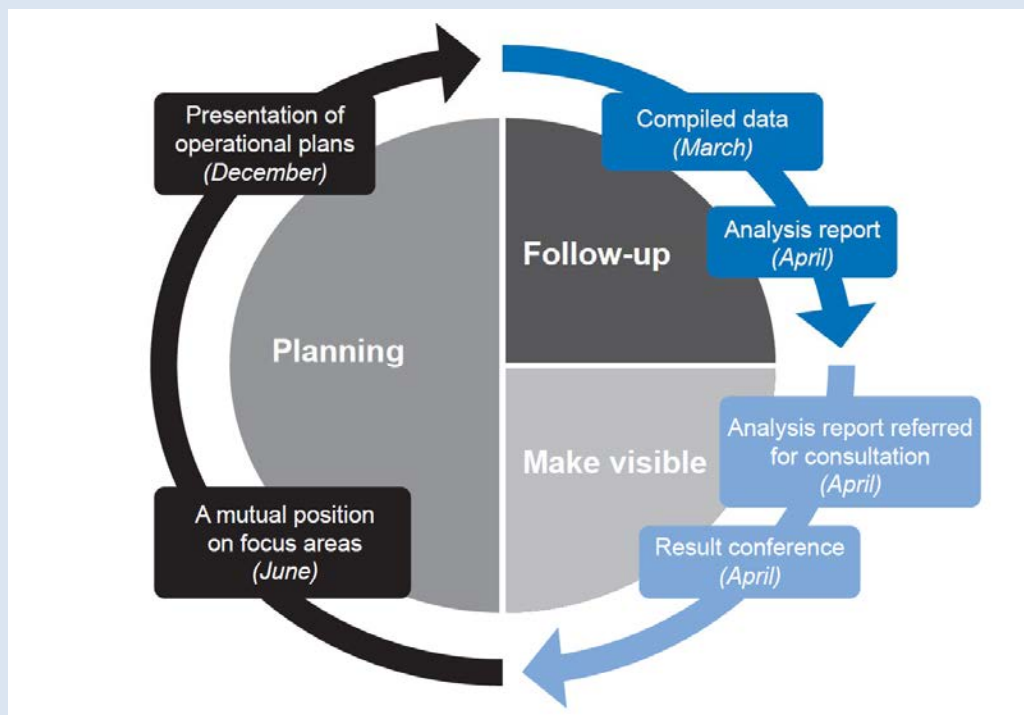 Presentation of
operational plans
(December)
Compiled data
(March)
Analysis report
(April)
Follow-up
Planning
Make visible
Analysis report referred
for consultation
(April)
Result conference
(April)
A mutual position
on focus areas
(June)